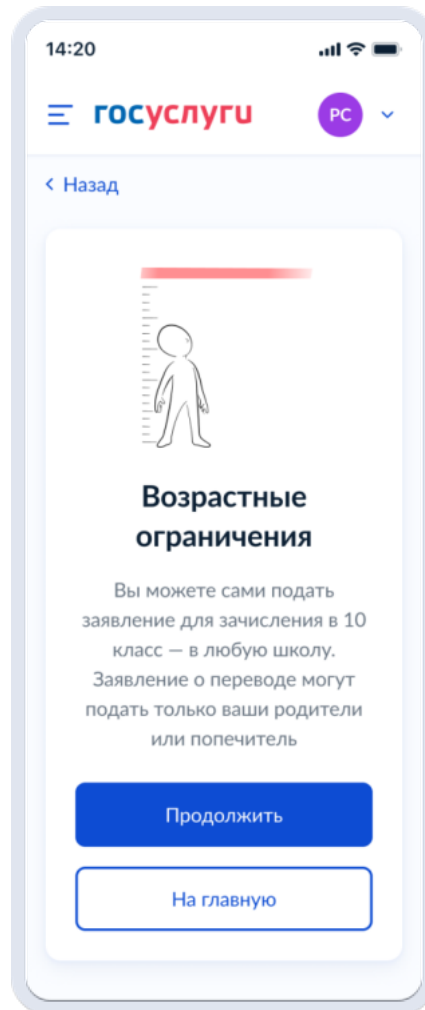 14:20
госуслуги
РС
Назад
Возрастные
ограничения
Вы можете сами подать
заявление для зачисления в 10
класс — в любую школу.
Заявление о переводе могут
подать только ваши родители
или попечитель
Продолжить
На главную